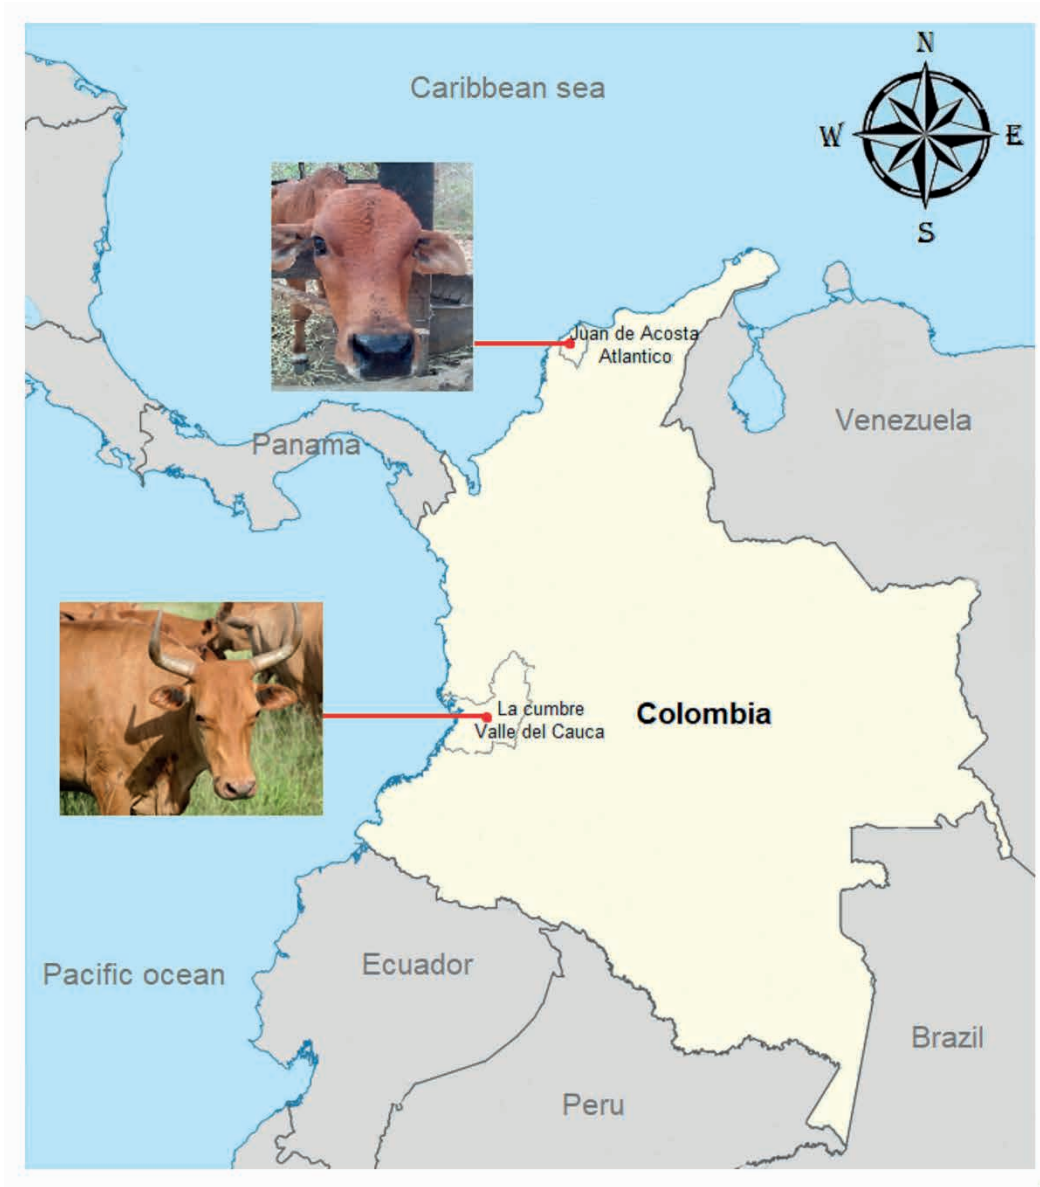 N
Caribbean sea
W
E
S
Juan de Acosta
Atlantico
Venezuela
Panama
La cumbre
Valle del Cauca
Colombia
Ecuador
Pacific ocean
Brazil
Peru